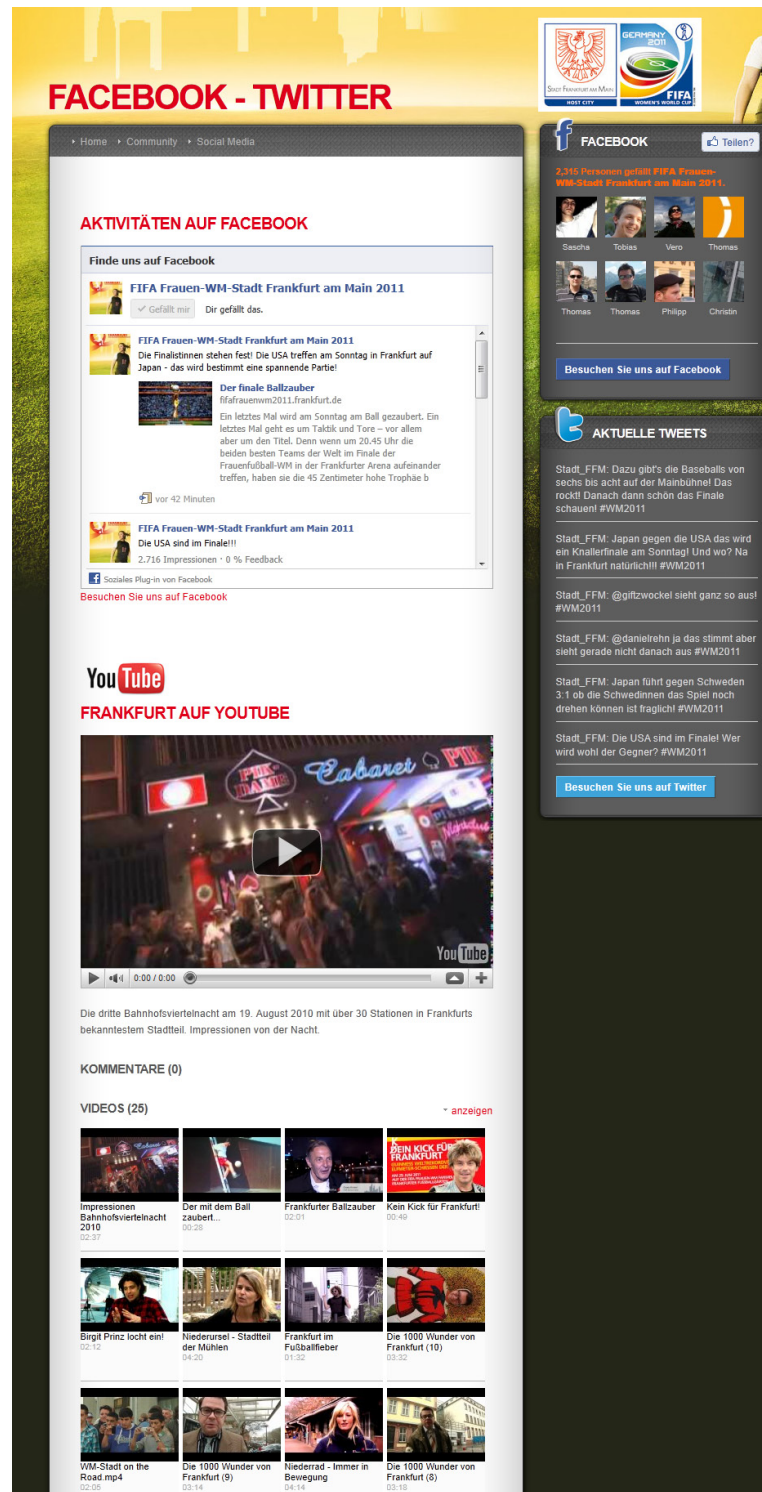 GERMANY
2011
STADT FRANKFURT AM MAIN
HOST CITY
FIFA
WOMEN'S WORLD CUP
FACEBOOK - TWITTER
Home
Community
Social Media
AKTIVITÄTEN AUF FACEBOOK
Finde uns auf Facebook
FIFA Frauen-WM-Stadt Frankfurt am Main 2011
Gefällt mir
Dir gefällt das.
FIFA Frauen-WM-Stadt Frankfurt am Main 2011
Die Finalistinnen stehen fest! Die USA treffen am Sonntag in Frankfurt auf
Japan - das wird bestimmt eine spannende Partie!
Der finale Ballzauber
fifafrauenwm2011.frankfurt.de
Ein letztes Mal wird am Sonntag am Ball gezaubert. Ein
letztes Mal geht es um Taktik und Tore – vor allem
aber um den Titel. Denn wenn um 20.45 Uhr die
beiden besten Teams der Welt im Finale der
Frauenfußball-WM in der Frankfurter Arena aufeinander
treffen, haben sie die 45 Zentimeter hohe Trophäe b
vor 42 Minuten
FIFA Frauen-WM-Stadt Frankfurt am Main 2011
Die USA sind im Finale!!!
2.716 Impressionen · 0 % Feedback
Soziales Plug-in von Facebook
Besuchen Sie uns auf Facebook
YouTube
FRANKFURT AUF YOUTUBE
PIK
DAME
Cabaret
PIK
Nightclub
YouTube
0:00 / 0:00
Die dritte Bahnhofsviertelnacht am 19. August 2010 mit über 30 Stationen in Frankfurts
bekanntestem Stadtteil. Impressionen von der Nacht.
KOMMENTARE (0)
VIDEOS (25)
anzeigen
DEIN KICK FÜR
FRANKFURT
Impressionen
Bahnhofsviertelnacht
2010
02:37
Der mit dem Ball
zaubert...
00:28
Frankfurter Ballzauber
02:01
Kein Kick für Frankfurt!
00:49
Birgit Prinz locht ein!
02:12
Niederursel - Stadtteil
der Mühlen
04:20
Frankfurt im
Fußballfieber
01:32
Die 1000 Wunder von
Frankfurt (10)
03:32
WM-Stadt on the
Road.mp4
02:05
Die 1000 Wunder von
Frankfurt (9)
03:14
Niederrad - Immer in
Bewegung
04:14
Die 1000 Wunder von
Frankfurt (8)
03:18
FACEBOOK
Teilen?
2,315 Personen gefällt FIFA Frauen-
WM-Stadt Frankfurt am Main 2011.
Sascha
Tobias
Vero
Thomas
Thomas
Thomas
Philipp
Christin
Besuchen Sie uns auf Facebook
AKTUELLE TWEETS
Stadt_FFM: Dazu gibt's die Baseballs von
sechs bis acht auf der Mainbühne! Das
rockt! Danach dann schön das Finale
schauen! #WM2011
Stadt_FFM: Japan gegen die USA das wird
ein Knallerfinale am Sonntag! Und wo? Na
in Frankfurt natürlich!!! #WM2011
Stadt_FFM: @giftzwockel sieht ganz so aus!
#WM2011
Stadt_FFM: @danielrehn ja das stimmt aber
sieht gerade nicht danach aus #WM2011
Stadt_FFM: Japan führt gegen Schweden
3:1 ob die Schwedinnen das Spiel noch
drehen können ist fraglich! #WM2011
Stadt_FFM: Die USA sind im Finale! Wer
wird wohl der Gegner? #WM2011
Besuchen Sie uns auf Twitter